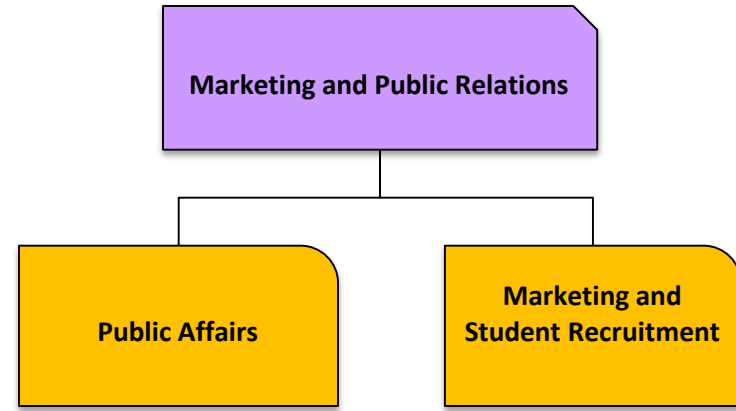 Marketing and Public Relations
Public Affairs
Marketing and
Student Recruitment